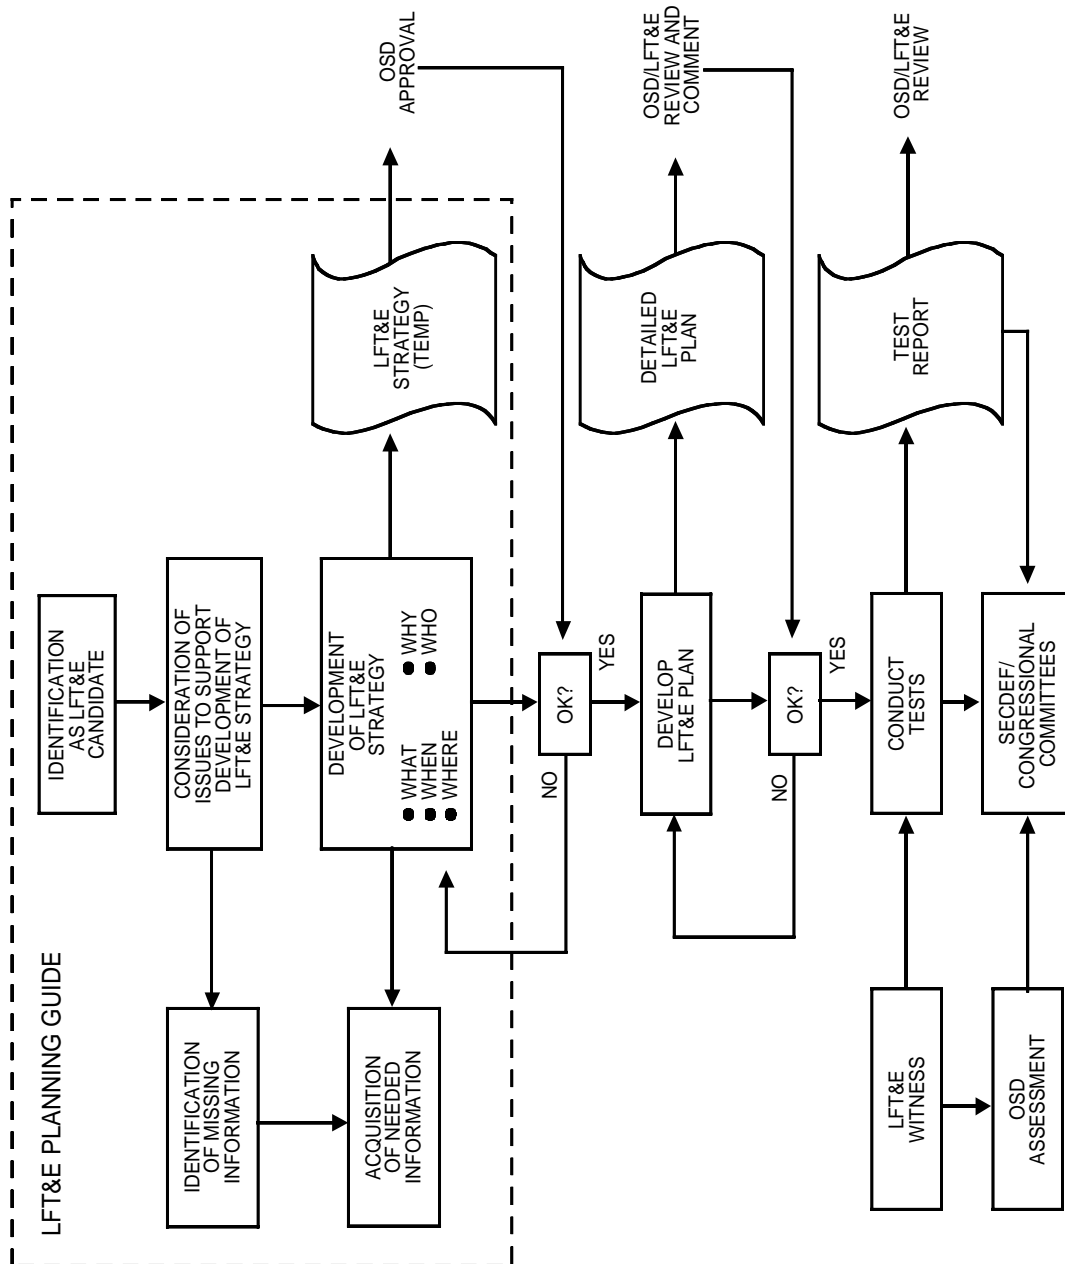 LFT&E PLANNING GUIDE
IDENTIFICATION
AS LFT&E
CANDIDATE
CONSIDERATION OF
ISSUES TO SUPPORT
DEVELOPMENT OF
LFT&E STRATEGY
IDENTIFICATION
OF MISSING
INFORMATION
DEVELOPMENT
OF LFT&E
STRATEGY
● WHAT
● WHEN
● WHERE
● WHY
● WHO
ACQUISITION
OF NEEDED
INFORMATION
LFT&E
STRATEGY
(TEMP)
OSD
APPROVAL
OK?
NO
YES
DEVELOP
LFT&E PLAN
DETAILED
LFT&E
PLAN
OSD/LFT&E
REVIEW AND
COMMENT
OK?
NO
YES
LFT&E
WITNESS
CONDUCT
TESTS
TEST
REPORT
OSD/LFT&E
REVIEW
OSD
ASSESSMENT
SECDEF/
CONGRESSIONAL
COMMITTEES